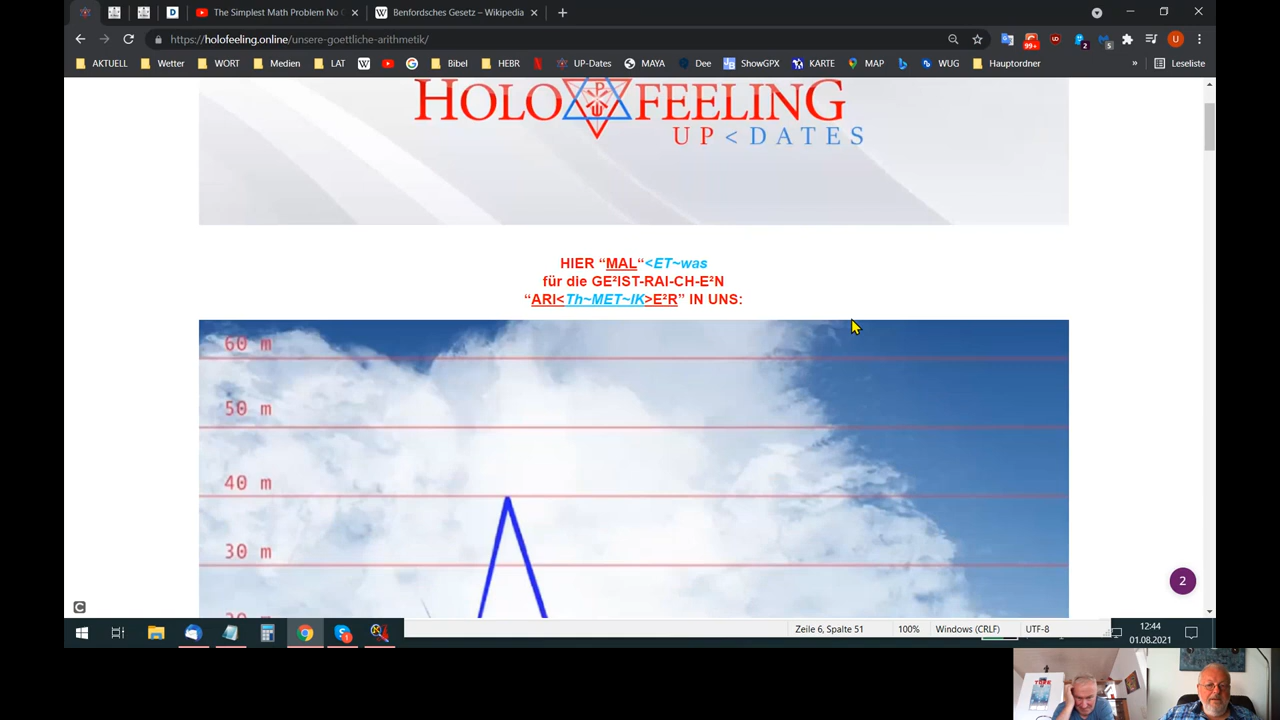 The Simplest Math Problem No C
Benfordsches Gesetz – Wikipedia
https://holofeeling.online/unsere-goettliche-arithmetik/
99+
2
5
U
AKTUELL
Wetter
WORT
Medien
LAT
Bibel
HEBR
UP-Dates
MAYA
Dee
ShowGPX
KARTE
MAP
WUG
Hauptordner
»
Leseliste
HOLO FEELING
UP<DATES
HIER “MAL“<ET~was
für die GE²IST-RAI-CH-E²N
“ARI<Th~MET~IK>E²R” IN UNS:
60 m
50 m
40 m
30 m
2
Zeile 6, Spalte 51
100%
Windows (CRLF)
UTF-8
12:44
01.08.2021